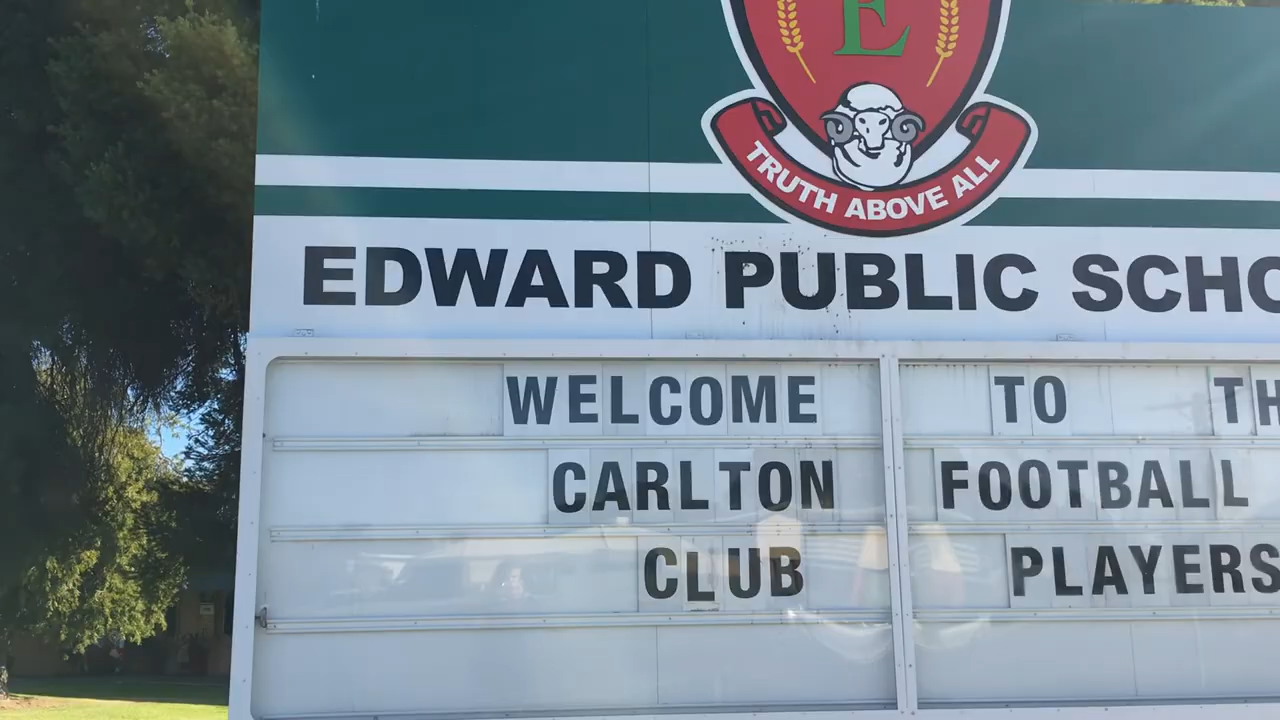 E
TRUTH ABOVE ALL
EDWARD PUBLIC SCHO
WELCOME TO TH
CARLTON FOOTBALL
CLUB PLAYERS